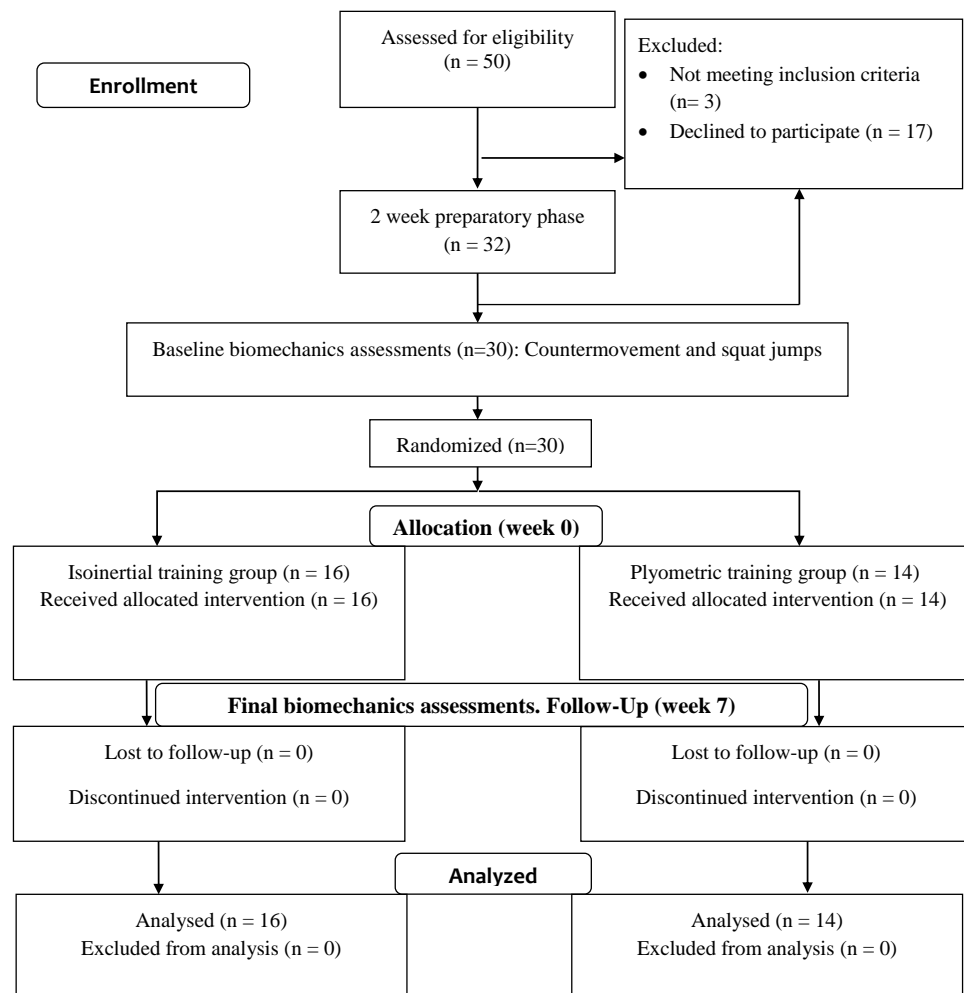 Assessed for eligibility
(n = 50)
Excluded:
• Not meeting inclusion criteria
(n= 3)
• Declined to participate (n = 17)
Enrollment
2 week preparatory phase
(n = 32)
Baseline biomechanics assessments (n=30): Countermovement and squat jumps
Randomized (n=30)
Allocation (week 0)
Isoinertial training group (n = 16)
Received allocated intervention (n = 16)
Plyometric training group (n = 14)
Received allocated intervention (n = 14)
Final biomechanics assessments. Follow-Up (week 7)
Lost to follow-up (n = 0)
Discontinued intervention (n = 0)
Lost to follow-up (n = 0)
Discontinued intervention (n = 0)
Analyzed
Analysed (n = 16)
Excluded from analysis (n = 0)
Analysed (n = 14)
Excluded from analysis (n = 0)